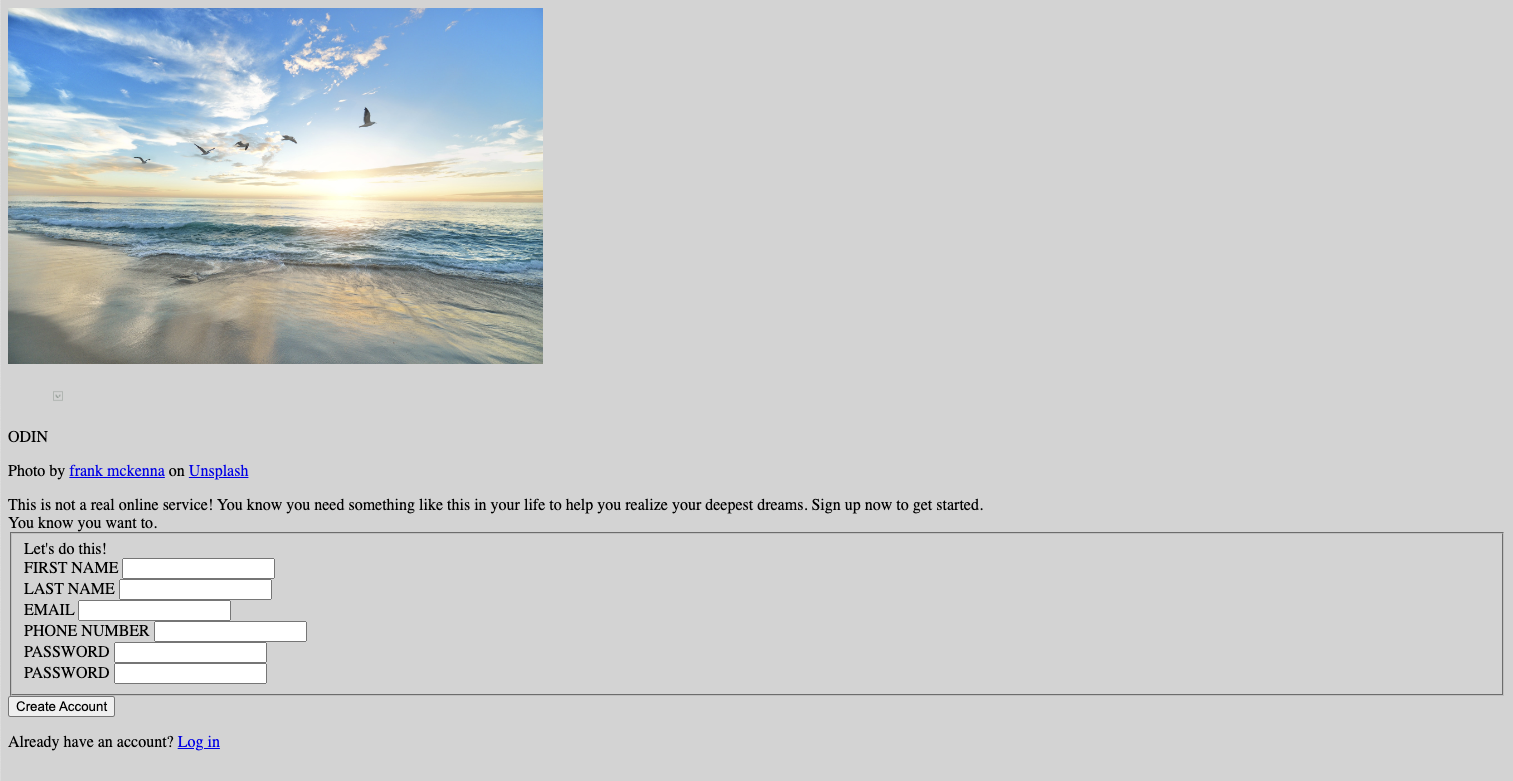 ODIN
Photo by frank mckenna on Unsplash
This is not a real online service! You know you need something like this in your life to help you realize your deepest dreams. Sign up now to get started.
You know you want to.
Let's do this!
FIRST NAME
LAST NAME
EMAIL
PHONE NUMBER
PASSWORD
PASSWORD
Create Account
Already have an account? Log in